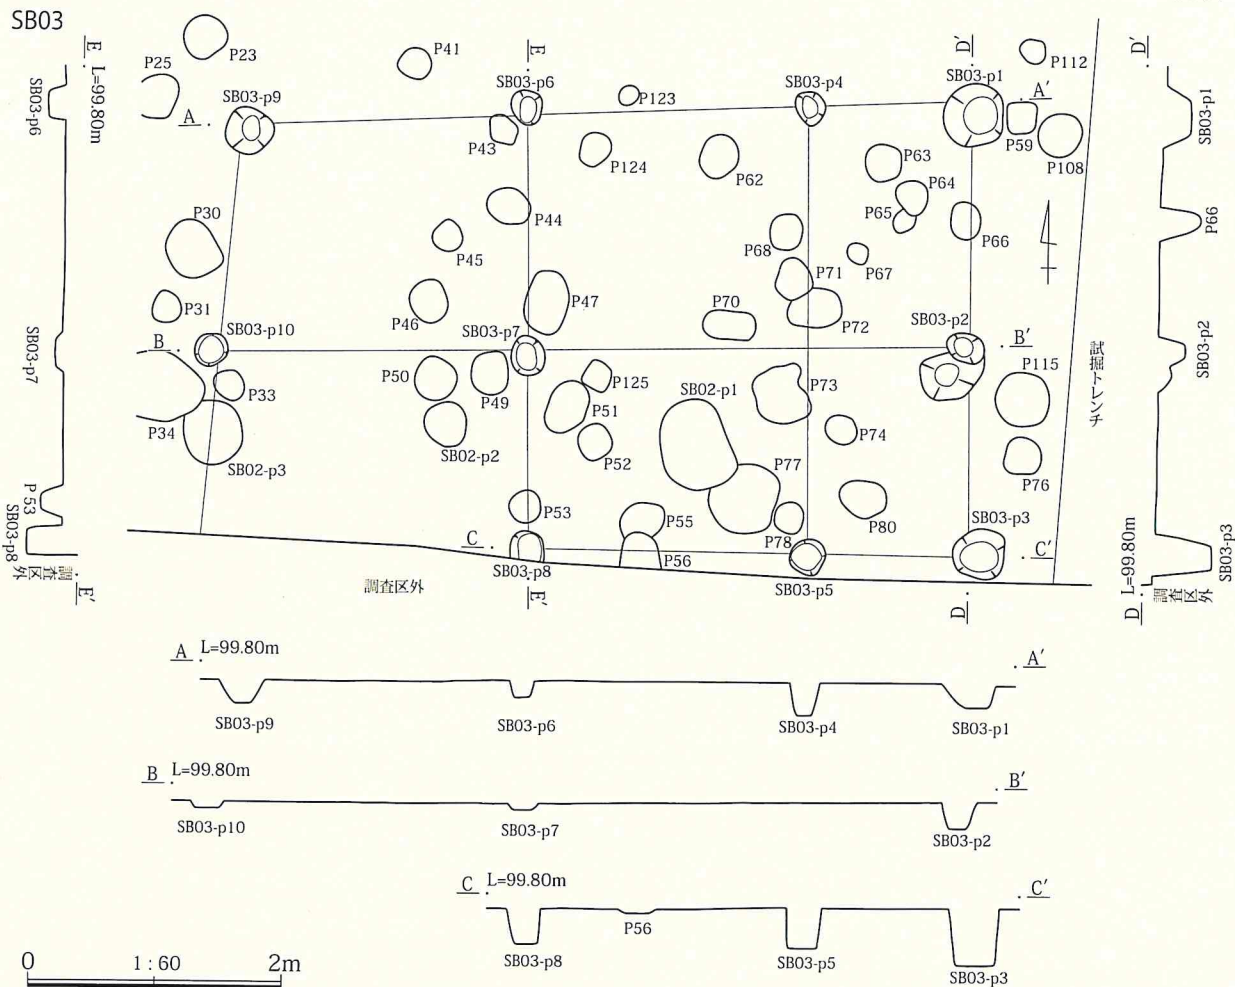 SB03
E
L=99.80m
SB03-p6
SB03-p7
P53
SB03-p8
調査区外
E′
P23
P25
P41
E
SB03-p6
SB03-p9
A
P43
P123
P124
SB03-p4
D′
SB03-p1
A′
P112
P59
P108
P62
P63
P64
P65
P66
P67
P68
P44
P45
P46
P47
P30
P31
P70
P71
P72
SB03-p10
B
SB03-p7
SB03-p2
B′
P33
P34
SB02-p3
P50
P49
SB02-p2
P125
P51
P52
SB02-p1
P73
P74
P115
P76
P77
P78
P80
P53
P55
P56
C
SB03-p8
E′
SB03-p5
SB03-p3
C′
D
調査区外
試掘トレンチ
D′
SB03-p1
P66
SB03-p2
SB03-p3
L=99.80m
D
調査区外
A
L=99.80m
A′
SB03-p9
SB03-p6
SB03-p4
SB03-p1
B
L=99.80m
B′
SB03-p10
SB03-p7
SB03-p2
C
L=99.80m
C′
SB03-p8
P56
SB03-p5
SB03-p3
0 1:60 2m